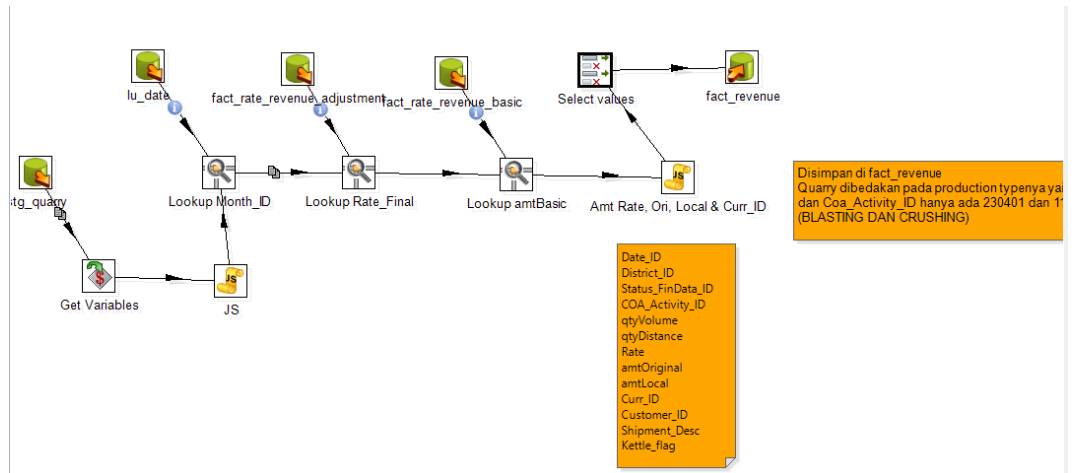 lu_date
fact_rate_revenue_adjustment
fact_rate_revenue_basic
Select values
fact_revenue
stg_quarry
Lookup Month_ID
Lookup Rate_Final
Lookup amtBasic
Amt Rate, Ori, Local & Curr_ID
Get Variables
JS
Disimpan di fact_revenue
Quarry dibedakan pada production typenya
dan Coa_Activity_ID hanya ada 230401 dan
(BLASTING DAN CRUSHING)
Date_ID
District_ID
Status_FinData_ID
COA_Activity_ID
qtyVolume
qtyDistance
Rate
amtOriginal
amtLocal
Curr_ID
Customer_ID
Shipment_Desc
Kettle_flag